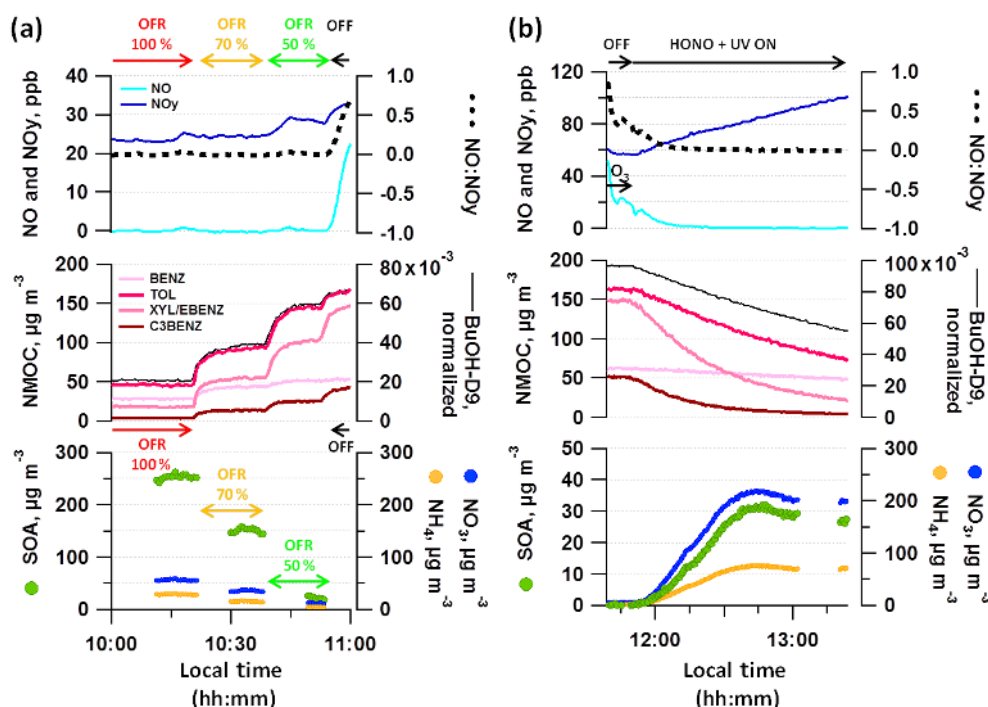 (a)
OFR
100 %
OFR
70 %
OFR
50 %
OFF
40
30
20
10
0
NO and NOy, ppb
NO
NOy
1.0
0.5
0.0
-0.5
-1.0
NO:NOy
200
150
100
50
0
NMOC, µg m-3
BENZ
TOL
XYL/EBENZ
C3BENZ
80 x 10-3
60
40
20
0
BuOH-D9,
normalized
OFR
100 %
OFR
70 %
OFR
50 %
OFF
300
250
200
150
100
50
0
SOA, µg m-3
300
200
100
0
NH4, µg m-3
NO3, µg m-3
10:00
10:30
11:00
Local time
(hh:mm)
(b)
OFF
HONO + UV ON
120
100
80
60
40
20
0
NO and NOy, ppb
O3
1.0
0.5
0.0
-0.5
-1.0
NO:NOy
200
150
100
50
0
NMOC, µg m-3
100 x 10-3
80
60
40
20
0
BuOH-D9,
normalized
50
40
30
20
10
0
SOA, µg m-3
300
200
100
0
NH4, µg m-3
NO3, µg m-3
12:00
13:00
Local time
(hh:mm)